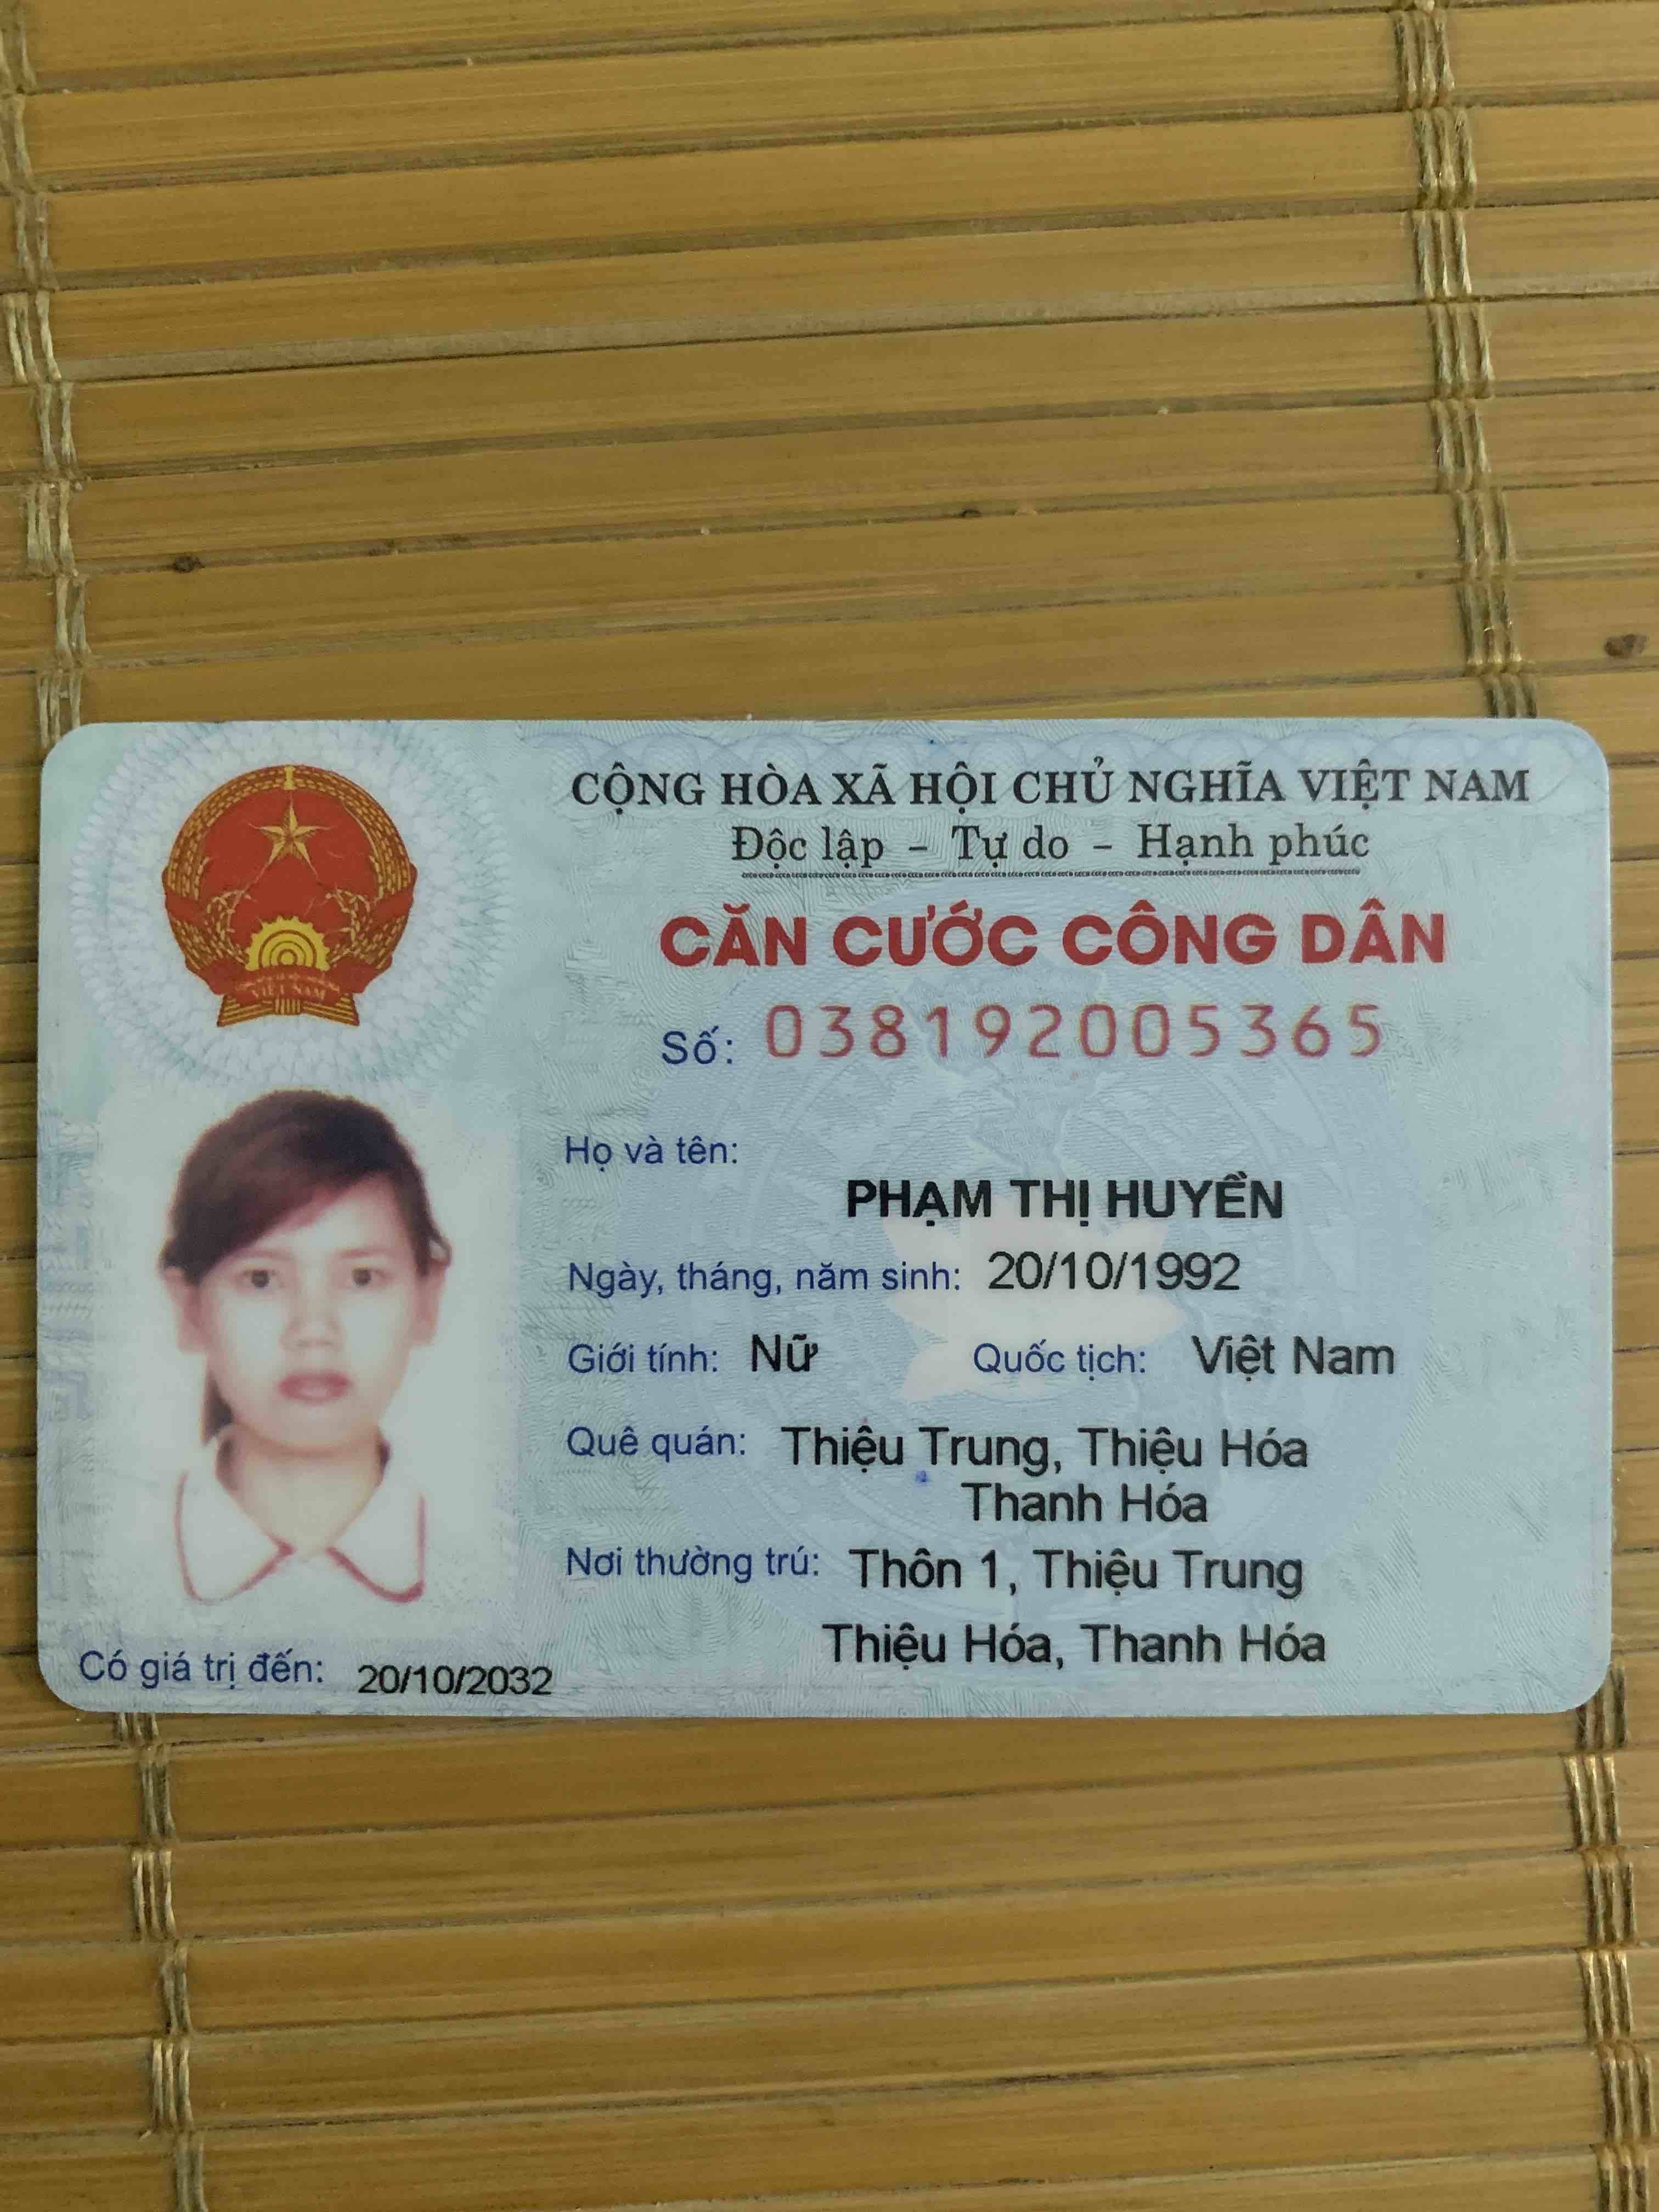 CỘNG HÒA XÃ HỘI CHỦ NGHĨA VIỆT NAM
Độc lập - Tự do - Hạnh phúc
CĂN CƯỚC CÔNG DÂN
Số: 038192005365
Họ và tên:
PHẠM THỊ HUYỀN
Ngày, tháng, năm sinh: 20/10/1992
Giới tính: Nữ Quốc tịch: Việt Nam
Quê quán: Thiệu Trung, Thiệu Hóa
Thanh Hóa
Nơi thường trú: Thôn 1, Thiệu Trung
Thiệu Hóa, Thanh Hóa
Có giá trị đến: 20/10/2032
VIỆT NAM